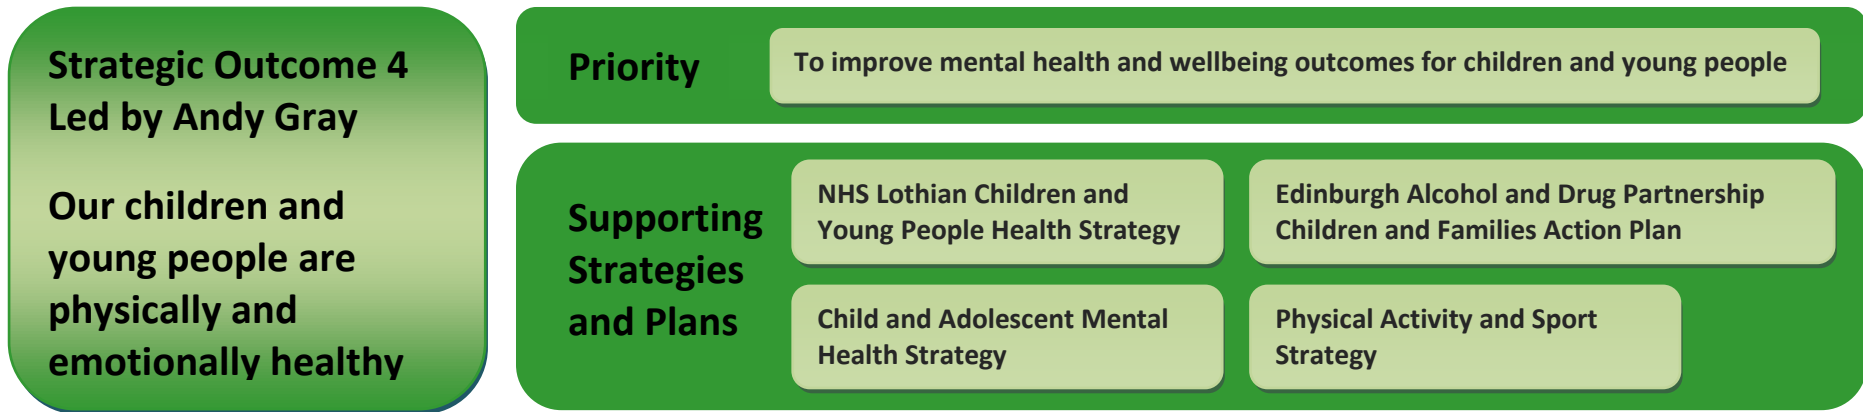 Strategic Outcome 4
Led by Andy Gray
Our children and
young people are
physically and
emotionally healthy
Priority
To improve mental health and wellbeing outcomes for children and young people
Supporting
Strategies
and Plans
NHS Lothian Children and
Young People Health Strategy
Edinburgh Alcohol and Drug Partnership
Children and Families Action Plan
Child and Adolescent Mental
Health Strategy
Physical Activity and Sport
Strategy